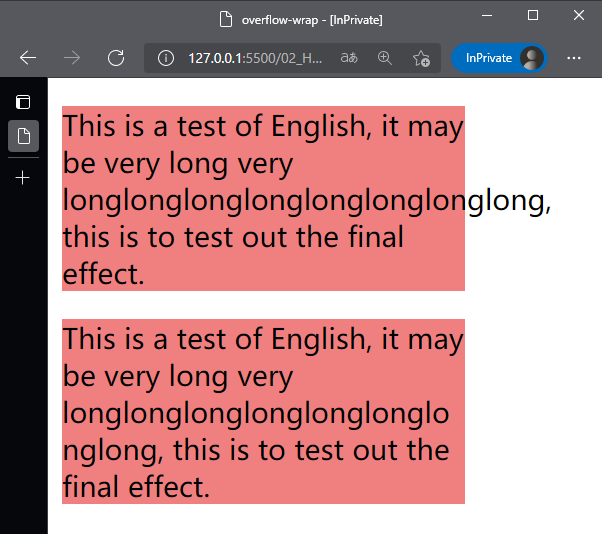 overflow-wrap - [InPrivate]
127.0.0.1:5500/02_H...
aあ
InPrivate
This is a test of English, it may
be very long very
longlonglonglonglonglonglonglong,
this is to test out the final
effect.
This is a test of English, it may
be very long very
longlonglonglonglonglonglo
nglong, this is to test out the
final effect.